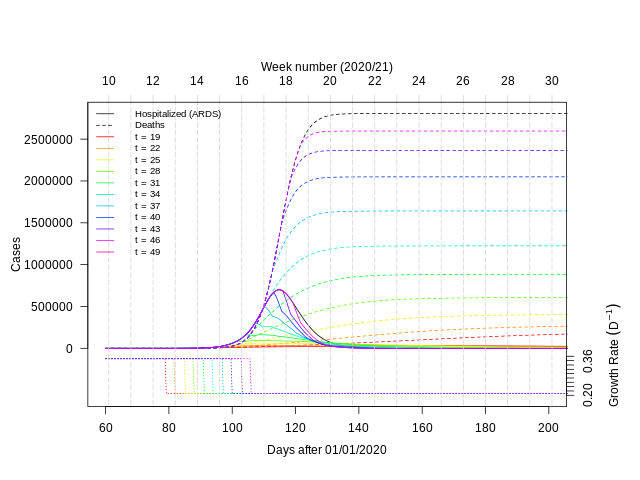 Week number (2020/21)
10 12 14 16 18 20 22 24 26 28 30
Hospitalized (ARDS)
Deaths
t = 19
t = 22
t = 25
t = 28
t = 31
t = 34
t = 37
t = 40
t = 43
t = 46
t = 49
Cases
2500000
2000000
1500000
1000000
500000
0
0.36
0.20
Growth Rate (D⁻¹)
60 80 100 120 140 160 180 200
Days after 01/01/2020